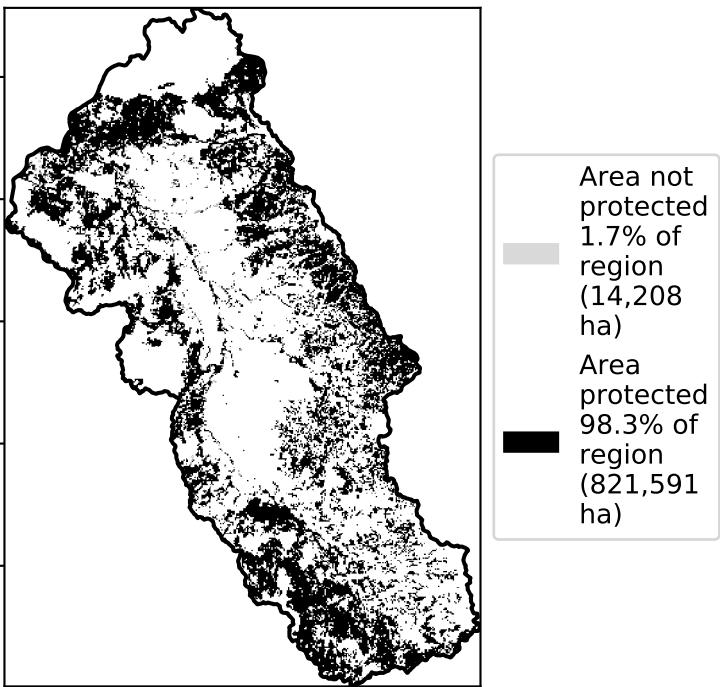 Area not
protected
1.7% of
region
(14,208
ha)
Area
protected
98.3% of
region
(821,591
ha)